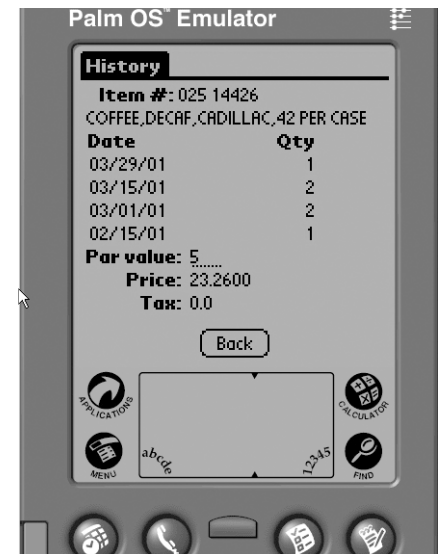 Palm OS™ Emulator
History
Item #: 025 14426
COFFEE,DECAF,CADILLAC,42 PER CASE
Date Qty
03/29/01 1
03/15/01 2
03/01/01 2
02/15/01 1
Par value: 5
Price: 23.2600
Tax: 0.0
Back
APPLICATIONS
CALCULATOR
abcde
12345
MENU
FIND